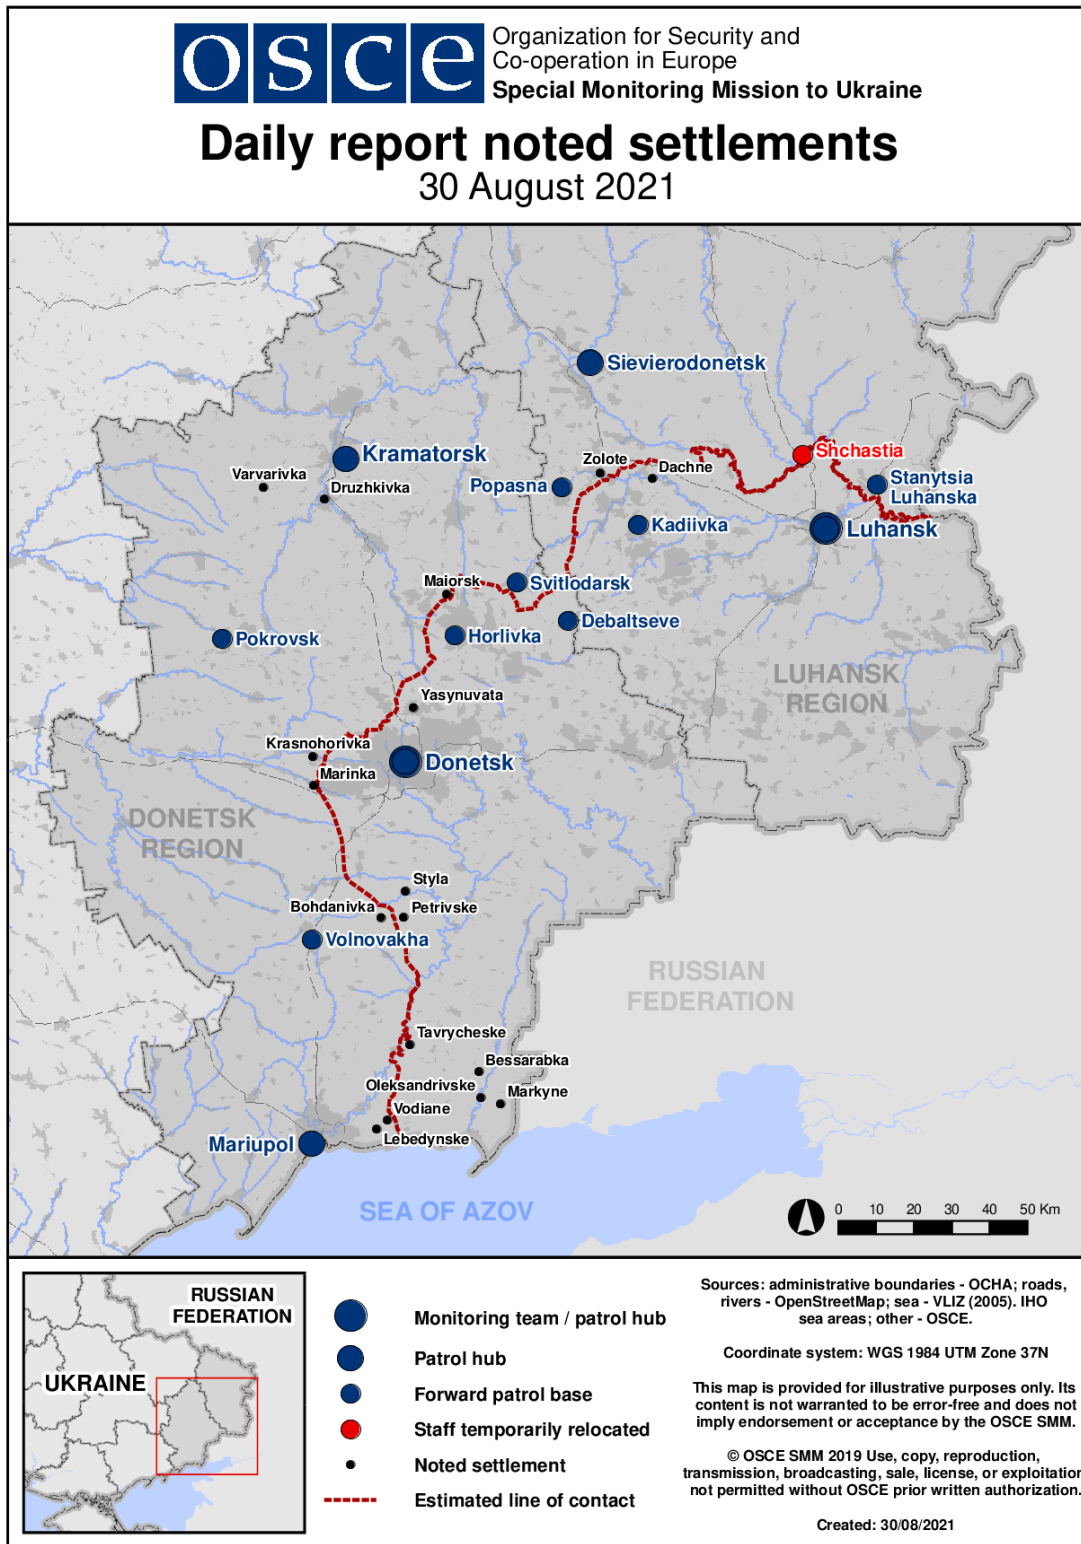 osce
Organization for Security and
Co-operation in Europe
Special Monitoring Mission to Ukraine
Daily report noted settlements
30 August 2021
Sievierodonetsk
Shchastia
Kramatorsk
Zolote
Dachne
Varvarivka
Druzhkivka
Popasna
Stanytsia
Luhanska
Kadiivka
Luhansk
Maiorsk
Svitlodarsk
Debaltseve
Pokrovsk
Horlivka
LUHANSK
REGION
Yasynuvata
Krasnohorivka
Donetsk
Marinka
DONETSK
REGION
Styla
Bohdanivka
Petrivske
Volnovakha
RUSSIAN
FEDERATION
Tavrycheske
Bessarabka
Oleksandrivske
Markyne
Vodiane
Lebedynske
Mariupol
SEA OF AZOV
0 10 20 30 40 50 Km
RUSSIAN
FEDERATION
UKRAINE
Monitoring team / patrol hub
Patrol hub
Forward patrol base
Staff temporarily relocated
Noted settlement
Estimated line of contact
Sources: administrative boundaries - OCHA; roads,
rivers - OpenStreetMap; sea - VLIZ (2005). IHO
sea areas; other - OSCE.
Coordinate system: WGS 1984 UTM Zone 37N
This map is provided for illustrative purposes only. Its
content is not warranted to be error-free and does not
imply endorsement or acceptance by the OSCE SMM.
© OSCE SMM 2019 Use, copy, reproduction,
transmission, broadcasting, sale, license, or exploitation
not permitted without OSCE prior written authorization.
Created: 30/08/2021